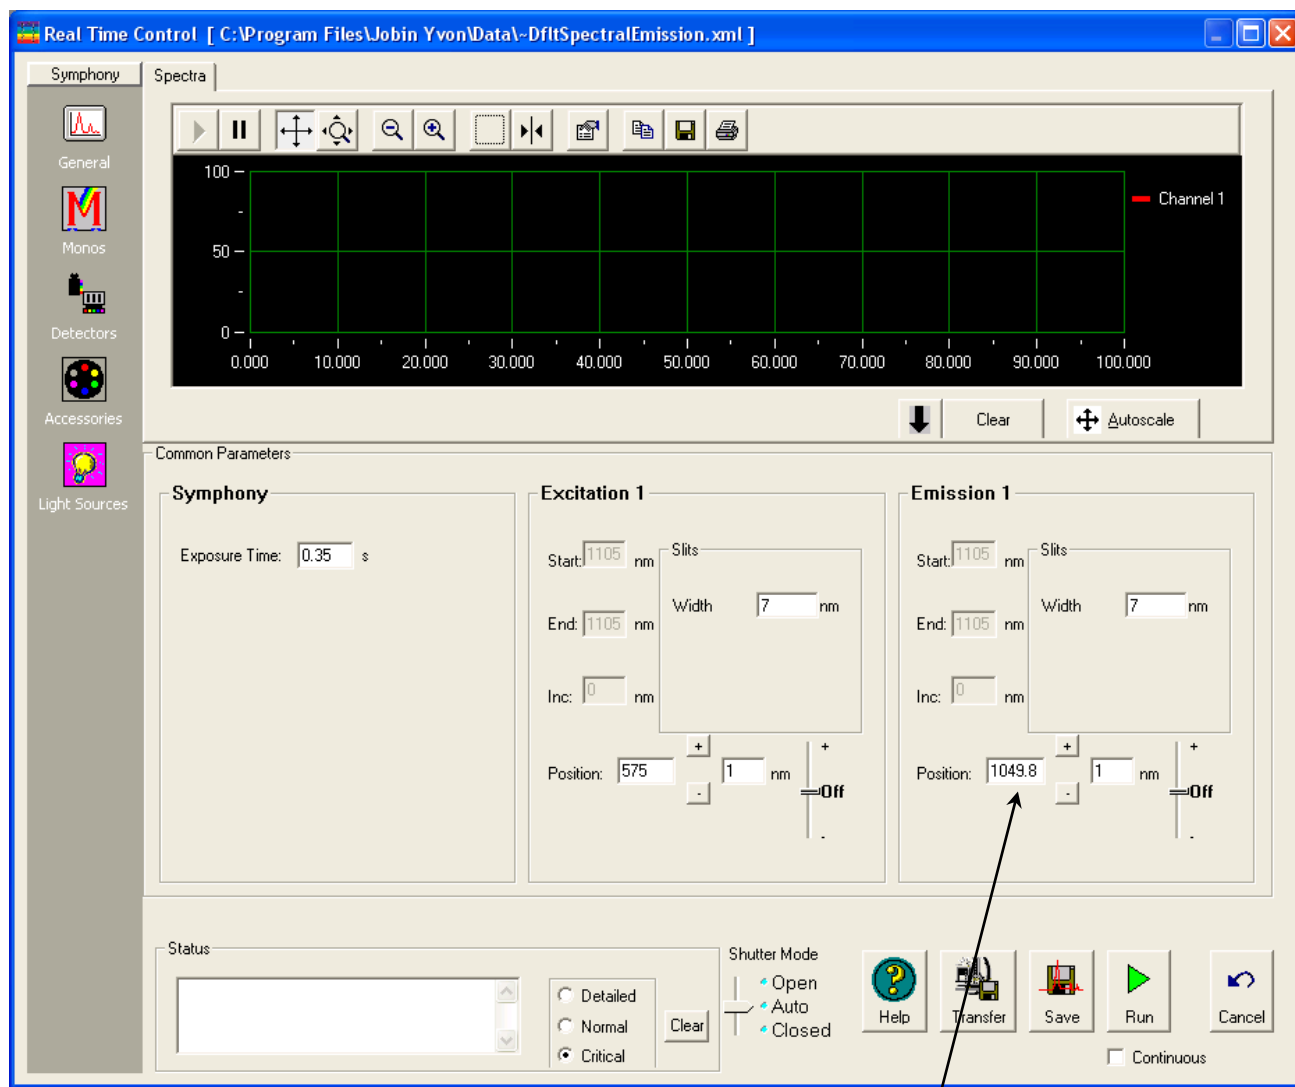 Real Time Control [ C:\Program Files\Jobin Yvon\Data\~DfltSpectralEmission.xml ]
Symphony
General
Monos
Detectors
Accessories
Light Sources
Spectra
100
50
0
0.000 10.000 20.000 30.000 40.000 50.000 60.000 70.000 80.000 90.000 100.000
Channel 1
Clear
Autoscale
Common Parameters
Symphony
Exposure Time: 0.35 s
Excitation 1
Start: 1105 nm
End: 1105 nm
Inc: 0 nm
Slits
Width 7 nm
Position: 575 + - 1 nm
+
Off
-
Emission 1
Start: 1105 nm
End: 1105 nm
Inc: 0 nm
Slits
Width 7 nm
Position: 1049.8 + - 1 nm
+
Off
-
Status
Detailed
Normal
Critical
Clear
Shutter Mode
Open
Auto
Closed
Help
Transfer
Save
Run
Cancel
Continuous